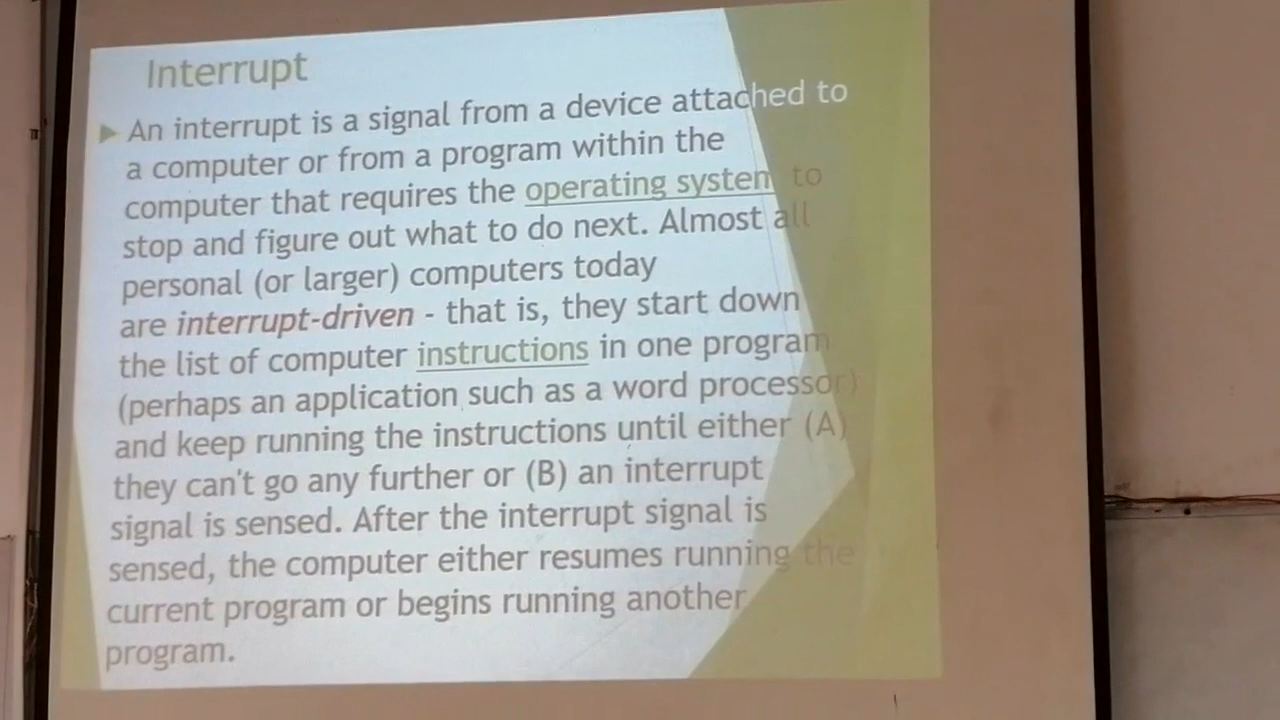 Interrupt
An interrupt is a signal from a device attached to
a computer or from a program within the
computer that requires the operating system to
stop and figure out what to do next. Almost all
personal (or larger) computers today
are interrupt-driven - that is, they start down
the list of computer instructions in one program
(perhaps an application such as a word processor)
and keep running the instructions until either (A)
they can't go any further or (B) an interrupt
signal is sensed. After the interrupt signal is
sensed, the computer either resumes running the
current program or begins running another
program.